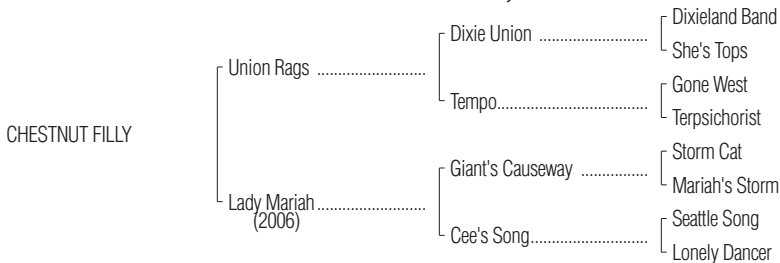 Dixieland Band
Dixie Union ............................
She's Tops
Union Rags ............................
Gone West
Tempo.......................................
Terpsichorist
CHESTNUT FILLY
Storm Cat
Giant's Causeway .................
Mariah's Storm
Lady Mariah............................
(2006)
Seattle Song
Cee's Song..............................
Lonely Dancer